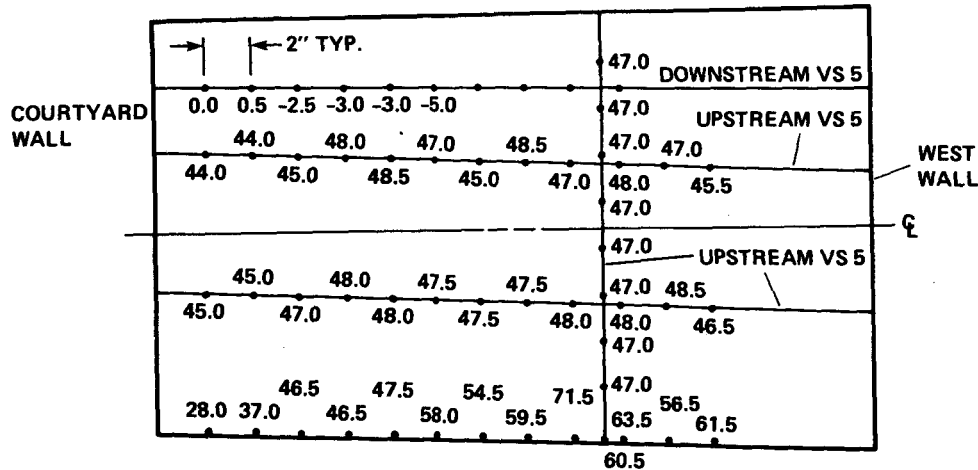 2" TYP.
47.0
DOWNSTREAM VS 5
0.0 0.5 -2.5 -3.0 -3.0 -5.0
COURTYARD
WALL
47.0
UPSTREAM VS 5
44.0 48.0 47.0 48.5 47.0 47.0
WEST
WALL
44.0 45.0 48.5 45.0 47.0 48.0 45.5
47.0
℄
47.0
UPSTREAM VS 5
45.0 48.0 47.5 47.5 47.0 48.5
45.0 47.0 48.0 47.5 48.0 48.0 46.5
47.0
46.5 47.5 54.5 71.5 47.0 56.5
28.0 37.0 46.5 58.0 59.5 63.5 61.5
60.5